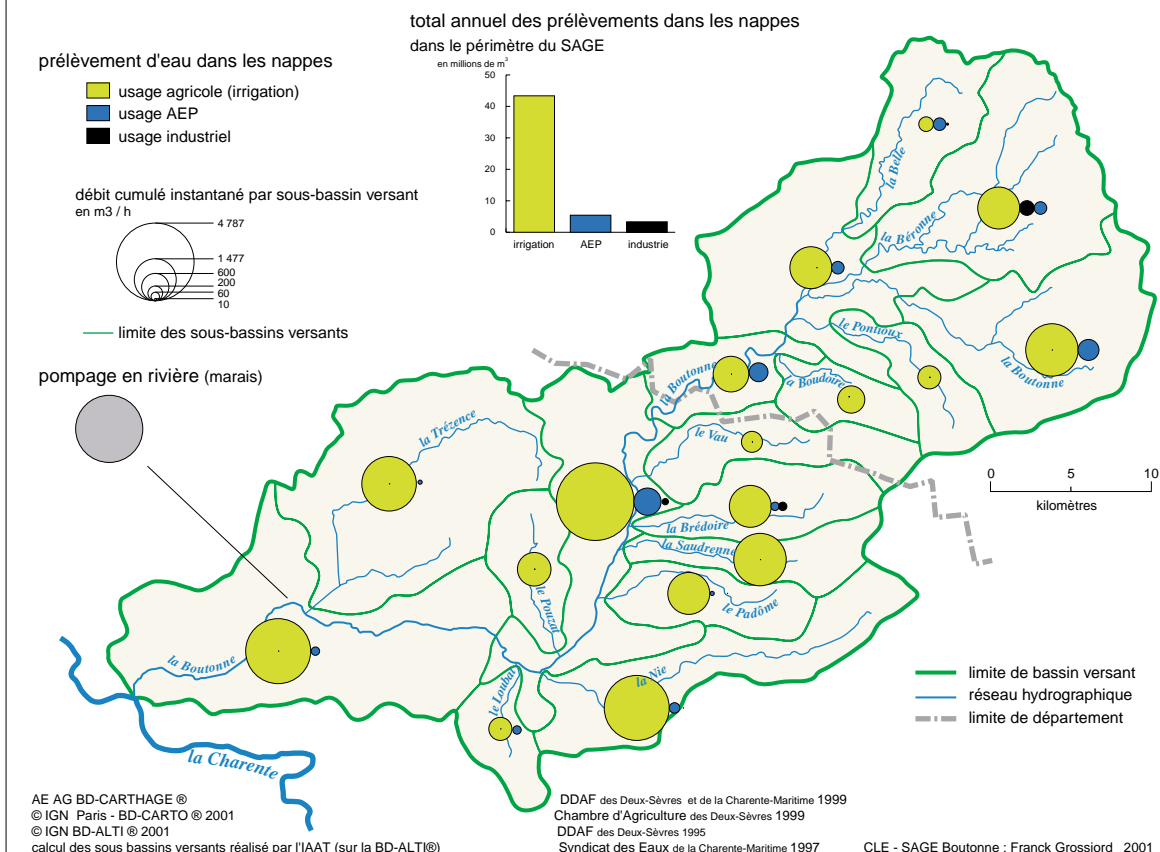 total annuel des prélèvements dans les nappes
dans le périmètre du SAGE
en millions de m³
50
40
30
20
10
0
irrigation AEP industrie
prélèvement d'eau dans les nappes
usage agricole (irrigation)
usage AEP
usage industriel
débit cumulé instantané par sous-bassin versant
en m3 / h
4 787
1 477
600
200
60
10
limite des sous-bassins versants
pompage en rivière (marais)
la Belle
la Béronne
le Pontioux
la Boutonne
la Boutonne
la Boudoire
le Vau
la Trézence
la Brédoire
la Saudrenne
le Padôme
le Pouzat
la Boutonne
la Nie
le Loubat
la Charente
0 5 10
kilomètres
limite de bassin versant
réseau hydrographique
limite de département
AE AG BD-CARTHAGE ®
© IGN Paris - BD-CARTO ® 2001
© IGN BD-ALTI ® 2001
calcul des sous bassins versants réalisé par l'IAAT (sur la BD-ALTI®)
DDAF des Deux-Sèvres et de la Charente-Maritime 1999
Chambre d'Agriculture des Deux-Sèvres 1999
DDAF des Deux-Sèvres 1995
Syndicat des Eaux de la Charente-Maritime 1997
CLE - SAGE Boutonne : Franck Grossiord 2001